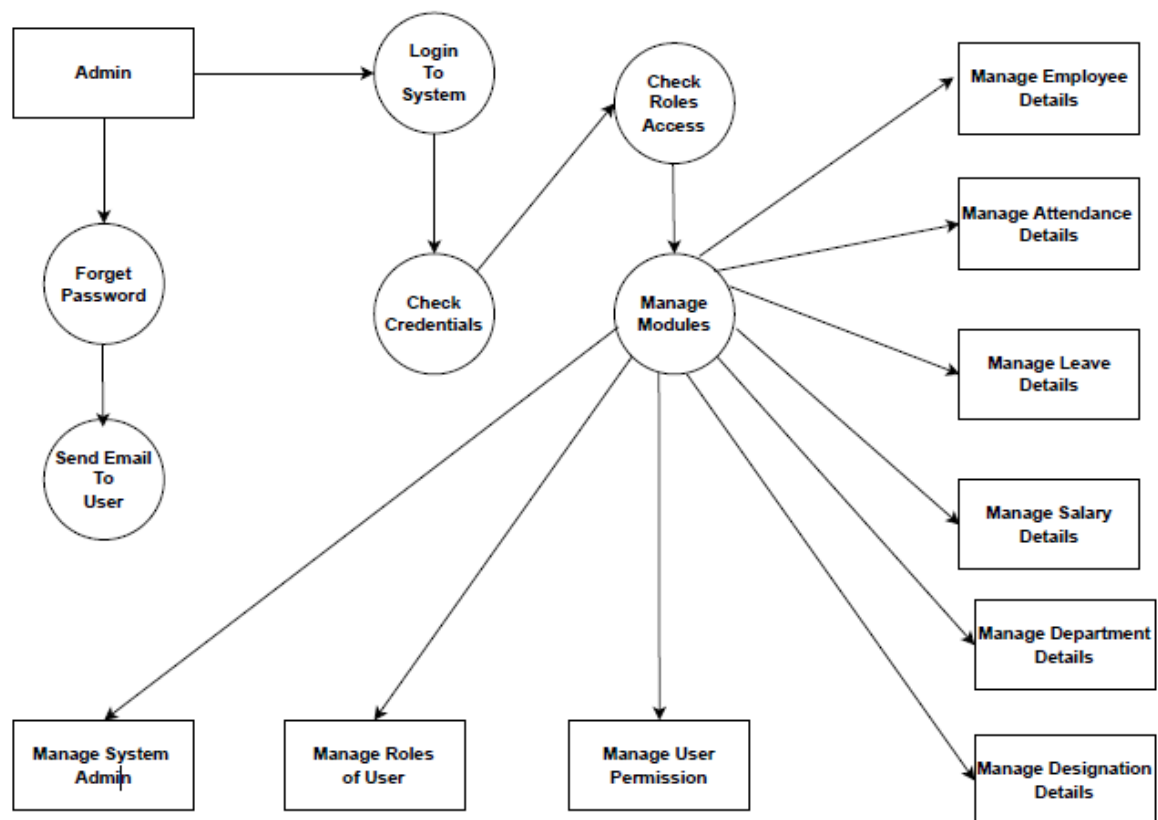 Admin
Login
To
System
Check
Roles
Access
Manage Employee
Details
Manage Attendance
Details
Forget
Password
Check
Credentials
Manage
Modules
Manage Leave
Details
Send Email
To
User
Manage Salary
Details
Manage Department
Details
Manage System
Admin
Manage Roles
of User
Manage User
Permission
Manage Designation
Details